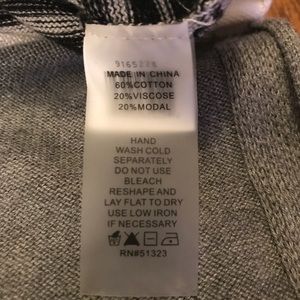 MADE IN CHINA
60%COTTON
20%VISCOSE
20%MODAL
HAND
WASH COLD
SEPARATELY
DO NOT USE
BLEACH
RESHAPE AND
LAY FLAT TO DRY
USE LOW IRON
IF NECESSARY
RN#51323